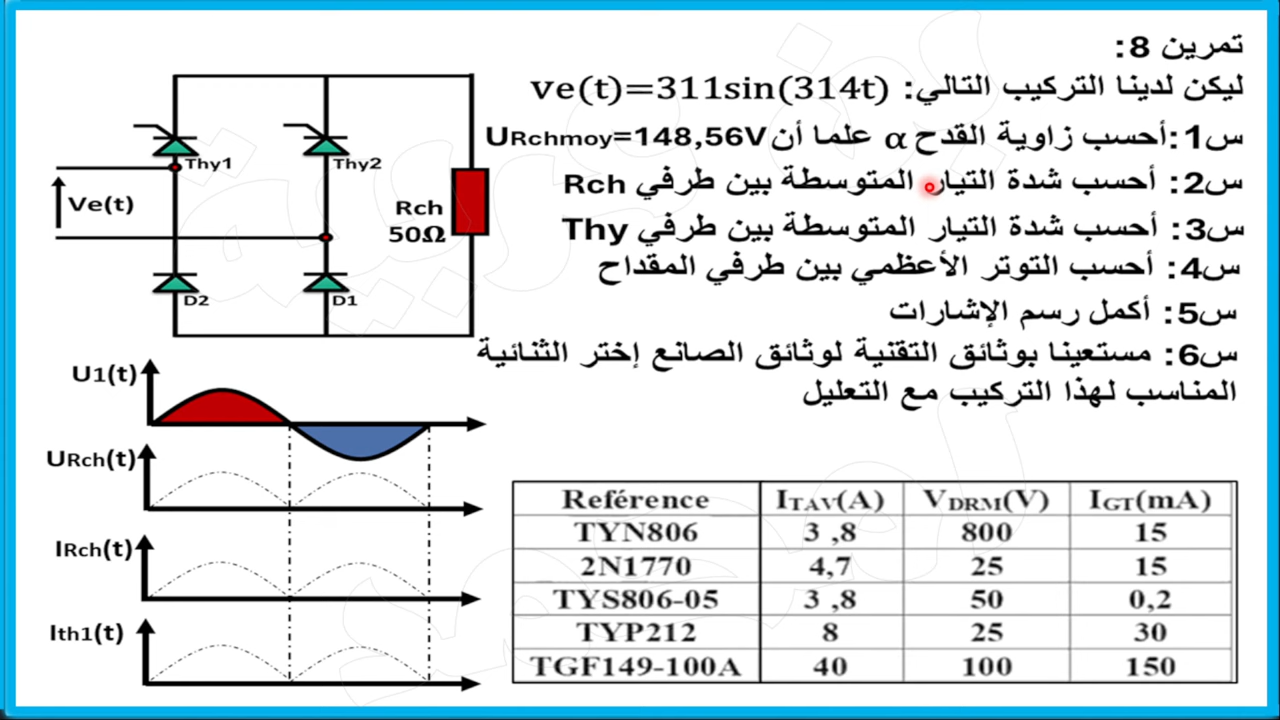 تمرين 8:
ليكن لدينا التركيب التالي: ve(t)=311sin(314t)
س1:أحسب زاوية القدح α علما أن URchmoy=148,56V
س2: أحسب شدة التيار المتوسطة بين طرفي Rch
س3: أحسب شدة التيار المتوسطة بين طرفي Thy
س4: أحسب التوتر الأعظمي بين طرفي المقداح
س5: أكمل رسم الإشارات
س6: مستعينا بوثائق التقنية لوثائق الصانع إختر الثنائية
المناسب لهذا التركيب مع التعليل
Thy1
Thy2
Ve(t)
Rch
50Ω
D2
D1
U1(t)
URch(t)
IRch(t)
Ith1(t)
Reférence ITAV(A) VDRM(V) IGT(mA)
TYN806 3 ,8 800 15
2N1770 4,7 25 15
TYS806-05 3 ,8 50 0,2
TYP212 8 25 30
TGF149-100A 40 100 150